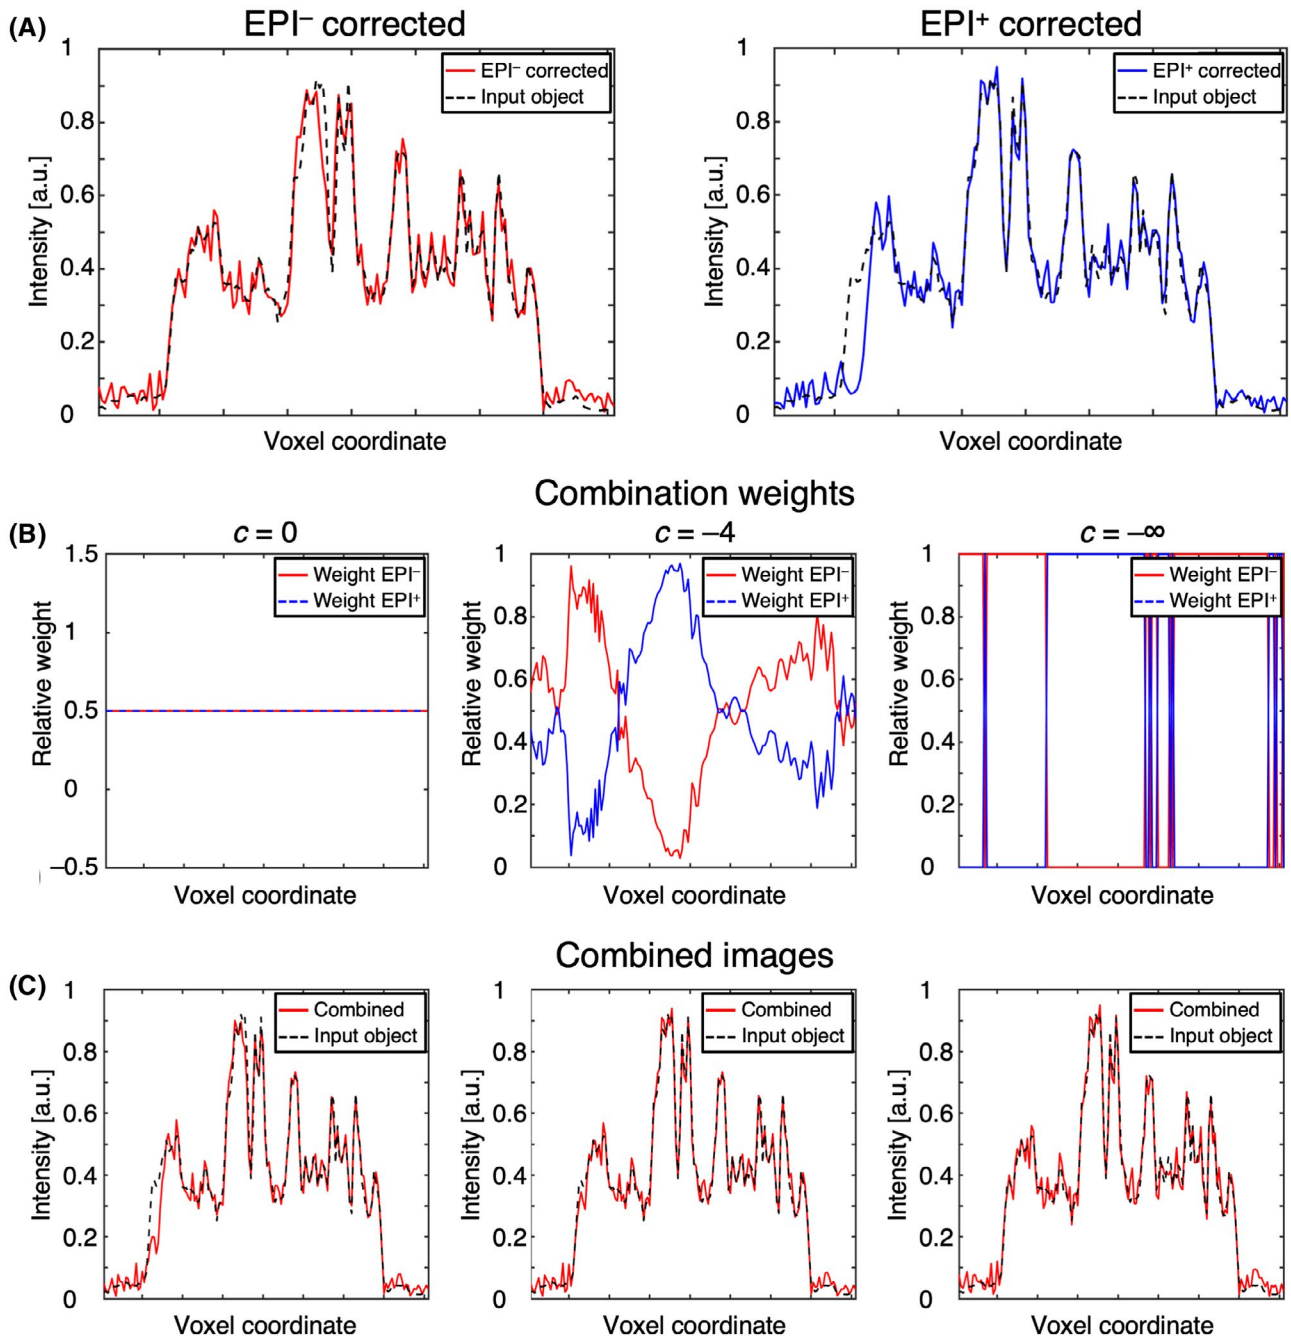 (A)
EPI⁻ corrected
EPI⁺ corrected
1
0.8
0.6
0.4
0.2
0
Intensity [a.u.]
Voxel coordinate
EPI⁻ corrected
Input object
1
0.8
0.6
0.4
0.2
0
Intensity [a.u.]
Voxel coordinate
EPI⁺ corrected
Input object
Combination weights
(B)
c = 0
1.5
1
0.5
0
−0.5
Relative weight
Voxel coordinate
Weight EPI⁻
Weight EPI⁺
c = −4
1
0.8
0.6
0.4
0.2
0
Relative weight
Voxel coordinate
Weight EPI⁻
Weight EPI⁺
c = −∞
1
0.8
0.6
0.4
0.2
0
Relative weight
Voxel coordinate
Weight EPI⁻
Weight EPI⁺
Combined images
(C)
1
0.8
0.6
0.4
0.2
0
Intensity [a.u.]
Voxel coordinate
Combined
Input object
1
0.8
0.6
0.4
0.2
0
Intensity [a.u.]
Voxel coordinate
Combined
Input object
1
0.8
0.6
0.4
0.2
0
Intensity [a.u.]
Voxel coordinate
Combined
Input object